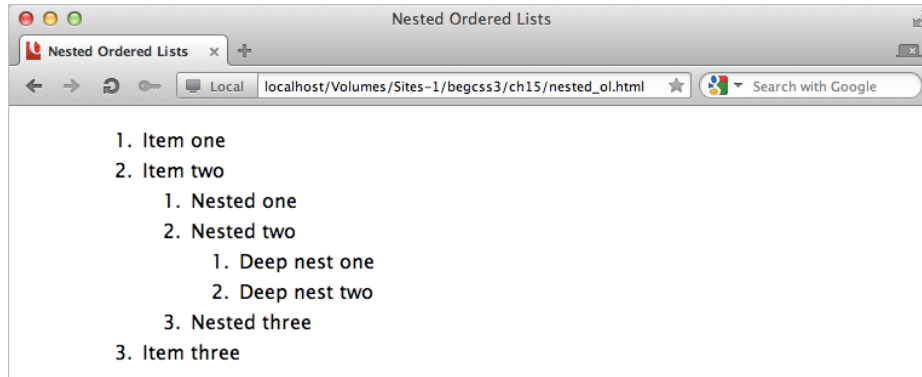 Nested Ordered Lists
Nested Ordered Lists × +
Local localhost/Volumes/Sites-1/begcss3/ch15/nested_ol.html Search with Google
1. Item one
2. Item two
1. Nested one
2. Nested two
1. Deep nest one
2. Deep nest two
3. Nested three
3. Item three